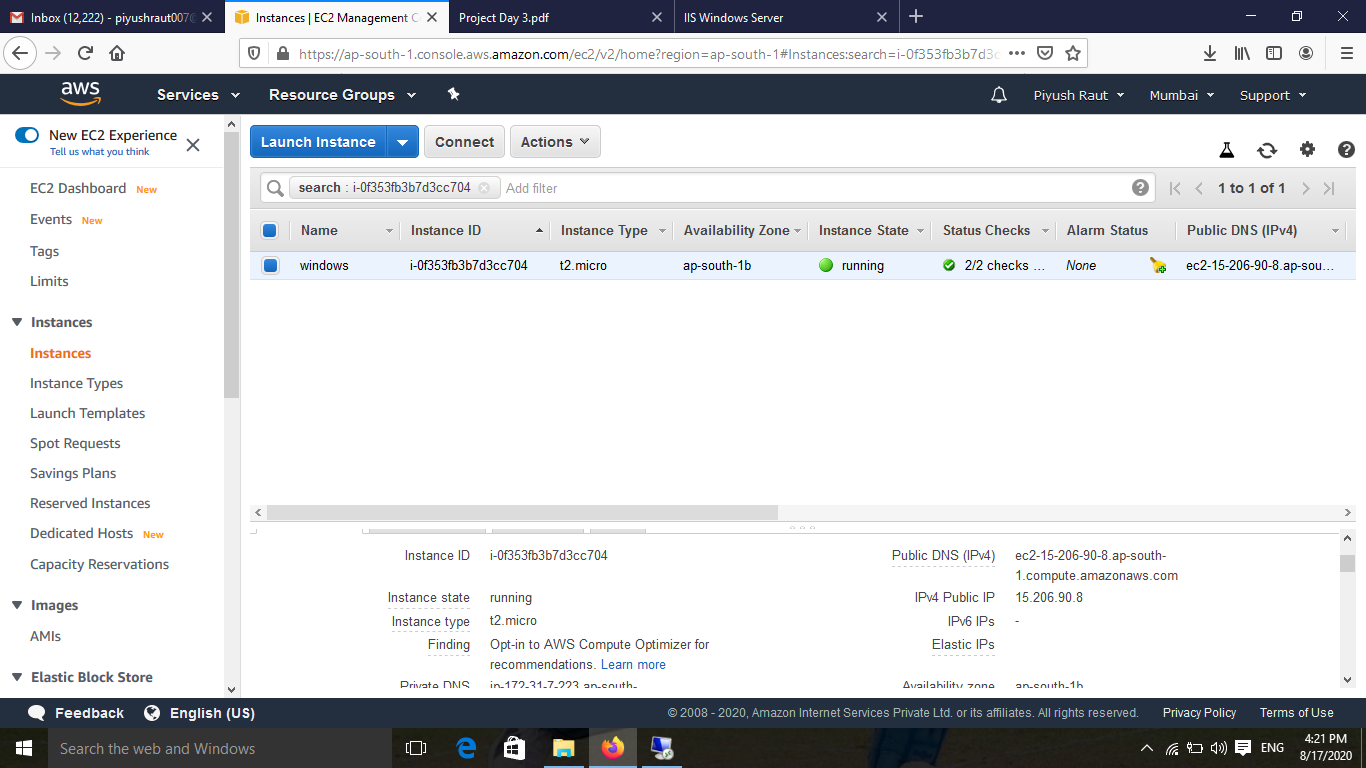 Inbox (12,222) - piyushraut007@
Instances | EC2 Management C
Project Day 3.pdf
IIS Windows Server
https://ap-south-1.console.aws.amazon.com/ec2/v2/home?region=ap-south-1#Instances:search=i-0f353fb3b7d3c
aws
Services
Resource Groups
Piyush Raut
Mumbai
Support
New EC2 Experience
Tell us what you think
EC2 Dashboard New
Events New
Tags
Limits
Instances
Instances
Instance Types
Launch Templates
Spot Requests
Savings Plans
Reserved Instances
Dedicated Hosts New
Capacity Reservations
Images
AMIs
Elastic Block Store
Launch Instance
Connect
Actions
search : i-0f353fb3b7d3cc704
Add filter
1 to 1 of 1
Name Instance ID Instance Type Availability Zone Instance State Status Checks Alarm Status Public DNS (IPv4)
windows i-0f353fb3b7d3cc704 t2.micro ap-south-1b running 2/2 checks ... None ec2-15-206-90-8.ap-sou...
Instance ID i-0f353fb3b7d3cc704
Instance state running
Instance type t2.micro
Finding Opt-in to AWS Compute Optimizer for
recommendations. Learn more
Private DNS ip-172-31-7-223.ap-south-
Public DNS (IPv4) ec2-15-206-90-8.ap-south-
1.compute.amazonaws.com
IPv4 Public IP 15.206.90.8
IPv6 IPs -
Elastic IPs
Availability zone ap-south-1b
Feedback
English (US)
© 2008 - 2020, Amazon Internet Services Private Ltd. or its affiliates. All rights reserved.
Privacy Policy
Terms of Use
Search the web and Windows
ENG
4:21 PM
8/17/2020